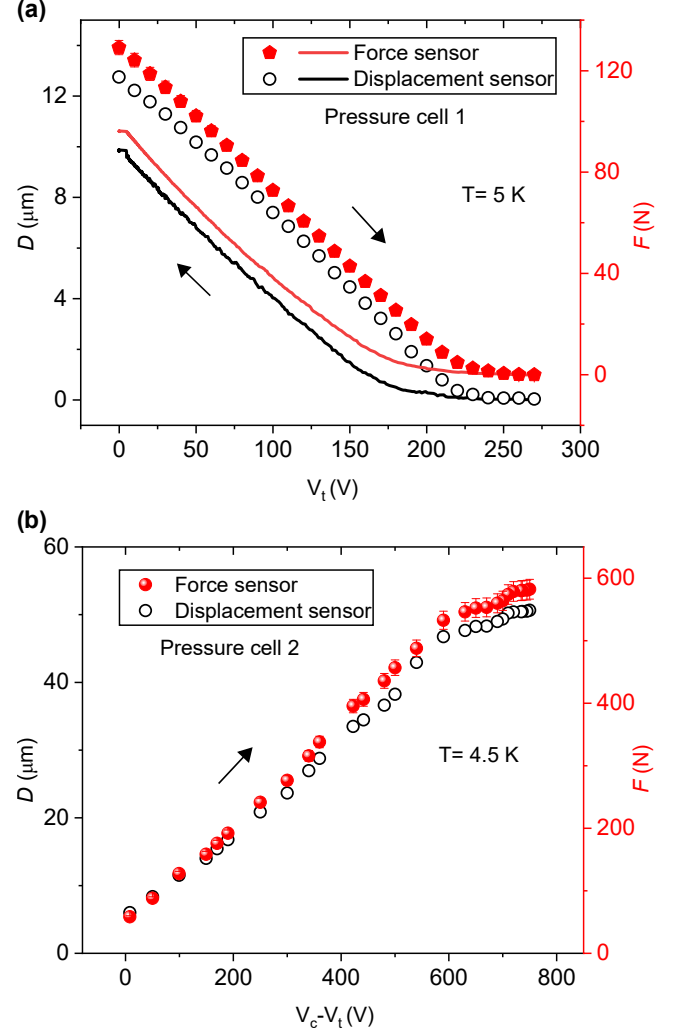 (a)
Force sensor
Displacement sensor
Pressure cell 1
T= 5 K
12
8
4
0
D (μm)
120
80
40
0
F (N)
0 50 100 150 200 250 300
Vt (V)
(b)
Force sensor
Displacement sensor
Pressure cell 2
T= 4.5 K
60
40
20
0
D (μm)
600
400
200
0
F (N)
0 200 400 600 800
Vc-Vt (V)